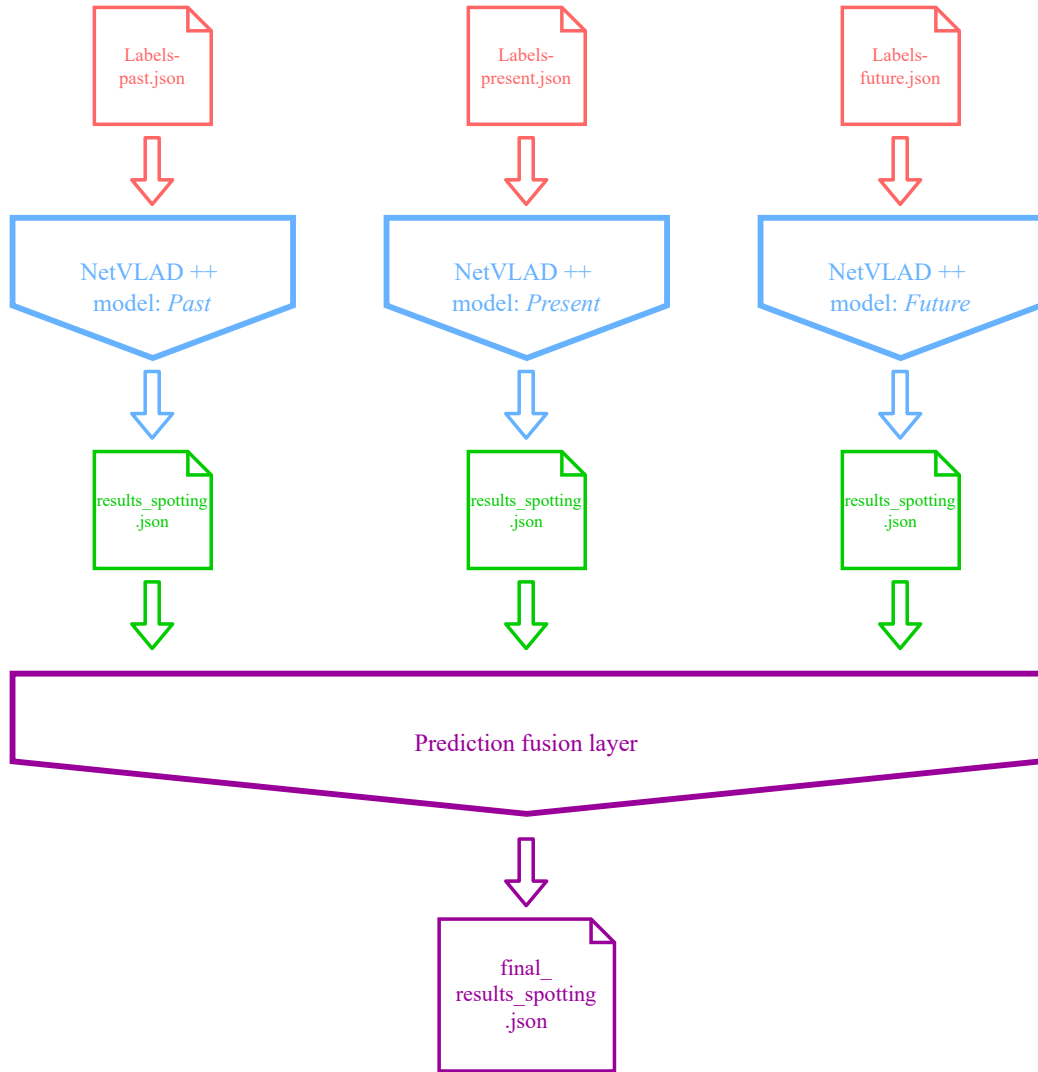 Labels-
past.json
Labels-
present.json
Labels-
future.json
NetVLAD ++
model: Past
NetVLAD ++
model: Present
NetVLAD ++
model: Future
results_spotting
.json
results_spotting
.json
results_spotting
.json
Prediction fusion layer
final_
results_spotting
.json